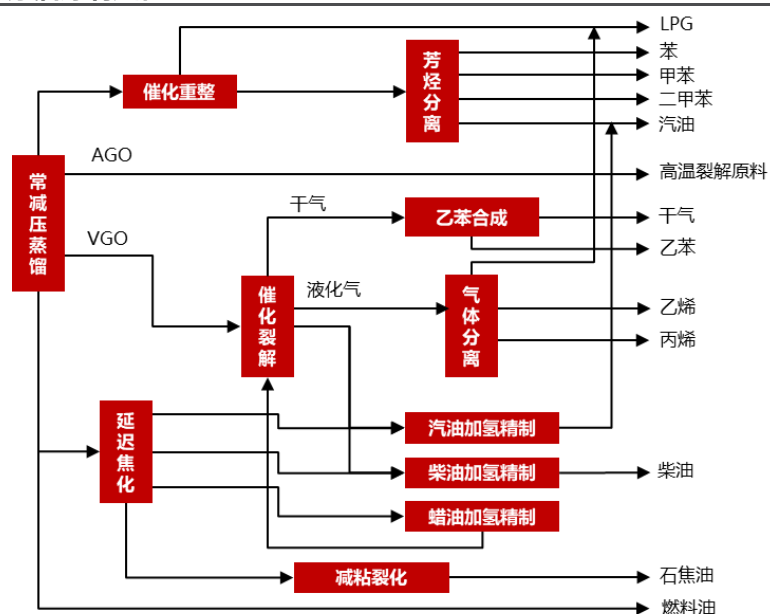 LPG
苯
甲苯
二甲苯
汽油
催化重整
芳烃分离
AGO
高温裂解原料
常减压蒸馏
干气
乙苯合成
干气
VGO
乙苯
催化裂解
液化气
气体分离
乙烯
丙烯
延迟焦化
汽油加氢精制
柴油加氢精制
柴油
蜡油加氢精制
减粘裂化
石焦油
燃料油